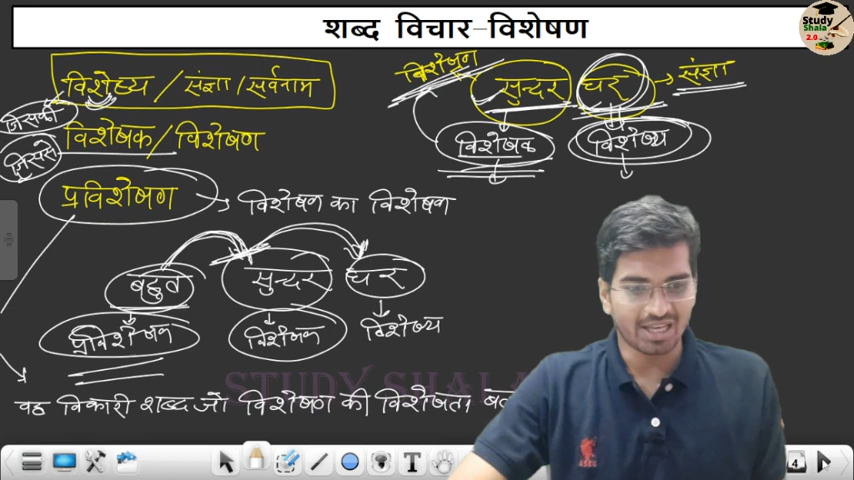 शब्द विचार-विशेषण
Study
Shala
2.0
विशेष्य / संज्ञा / सर्वनाम
विशेषण सुन्दर घर → संज्ञा
जिसकी
विशेषक / विशेषण
जिससे
विशेषक विशेष्य
प्रविशेषण → विशेषण का विशेषण
बहुत सुन्दर घर
प्रविशेषण विशेषण विशेष्य
STUDY SHALA
वह विकारी शब्द जो विशेषण की विशेषता
4